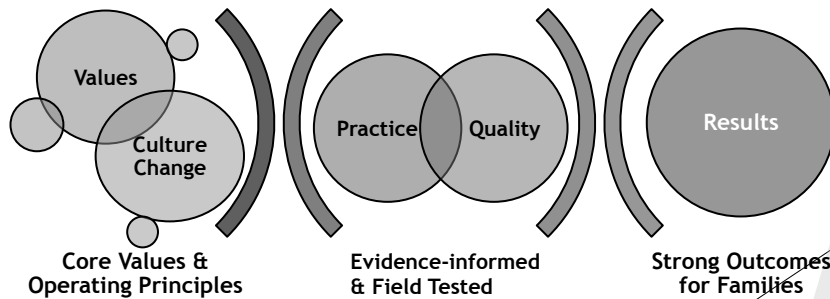 Values
Culture
Change
Practice
Quality
Results
Core Values &
Operating Principles
Evidence-informed
& Field Tested
Strong Outcomes
for Families